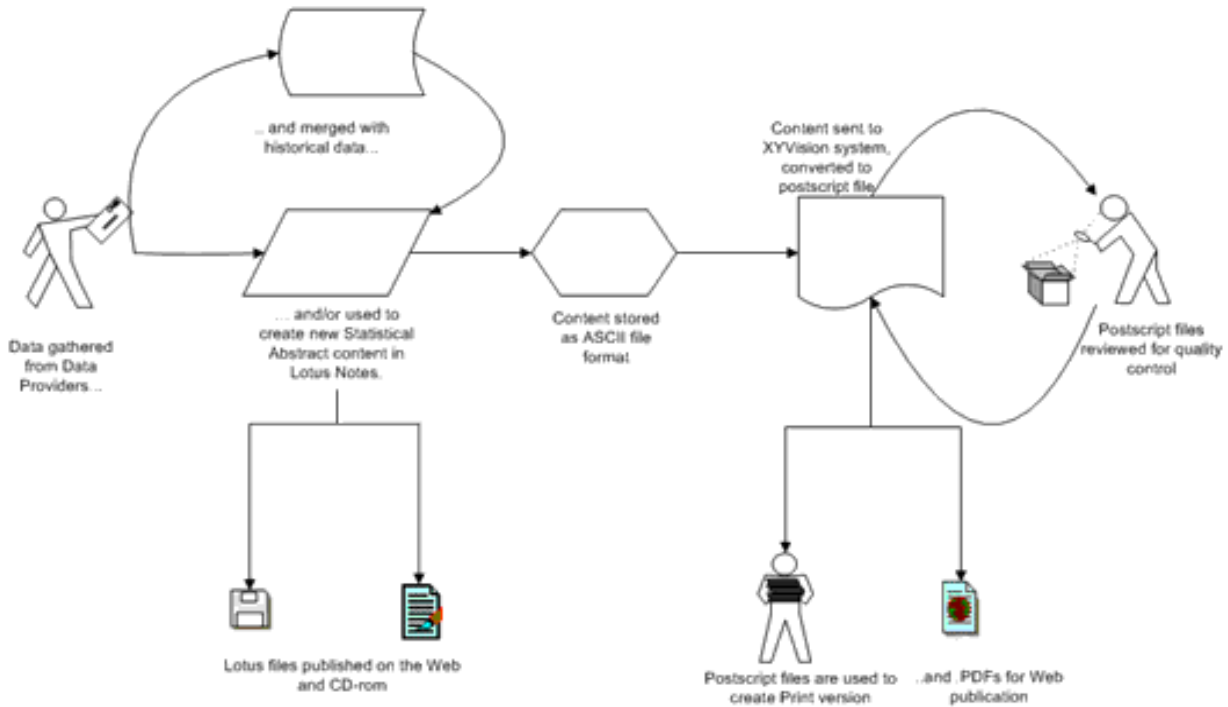 ... and merged with
historical data...
Data gathered
from Data
Providers...
... and/or used to
create new Statistical
Abstract content in
Lotus Notes.
Content stored
as ASCII file
format
Content sent to
XYVision system,
converted to
postscript file
Postscript files
reviewed for quality
control
Lotus files published on the Web
and CD-rom
Postscript files are used to
create Print version
..and .PDFs for Web
publication